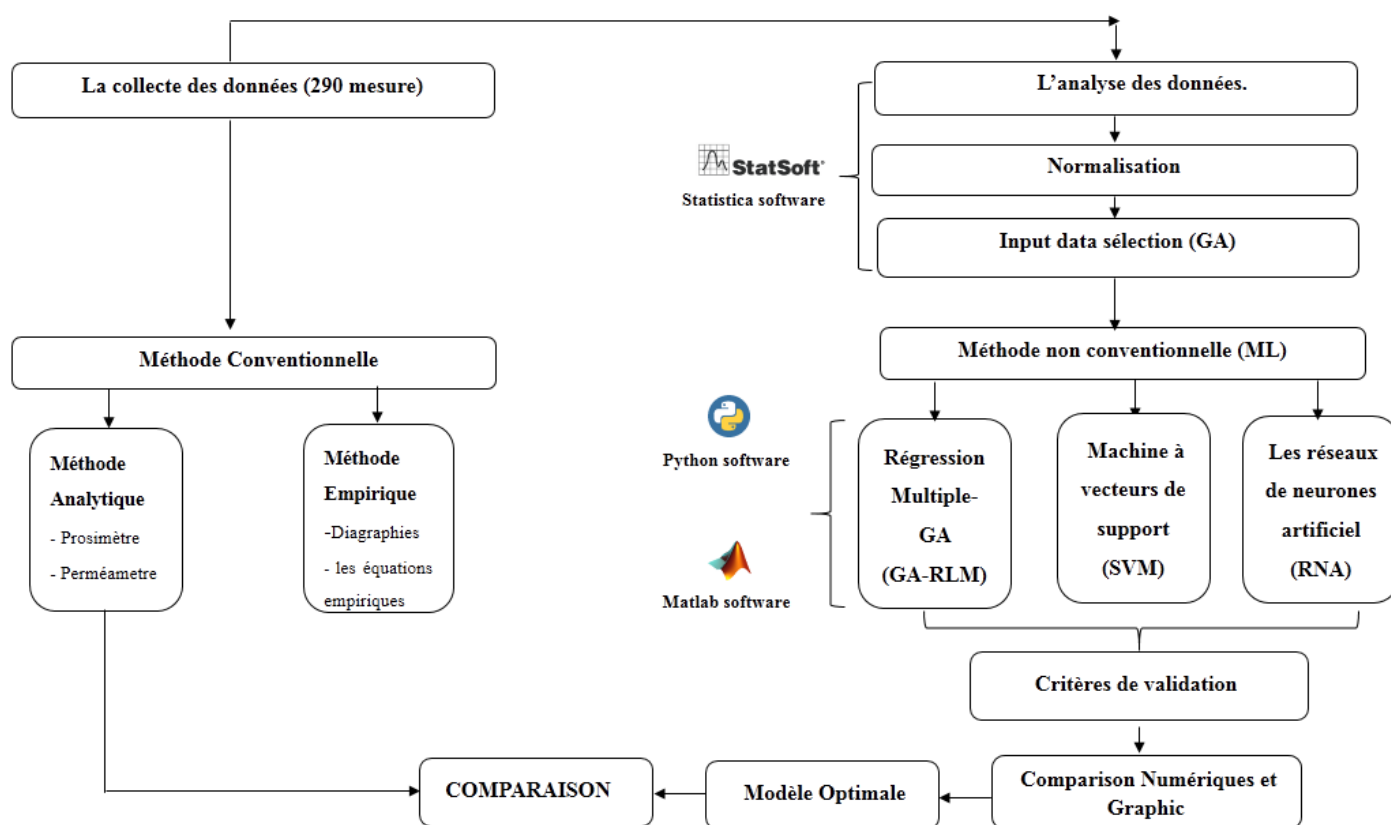 La collecte des données (290 mesure)
L'analyse des données.
StatSoft®
Statistica software
Normalisation
Input data sélection (GA)
Méthode Conventionnelle
Méthode non conventionnelle (ML)
Méthode
Analytique
- Prosimètre
- Perméametre
Méthode
Empirique
-Diagraphies
- les équations
empiriques
Python software
Matlab software
Régression
Multiple-
GA
(GA-RLM)
Machine à
vecteurs de
support
(SVM)
Les réseaux
de neurones
artificiel
(RNA)
Critères de validation
Comparison Numériques et
Graphic
Modèle Optimale
COMPARAISON